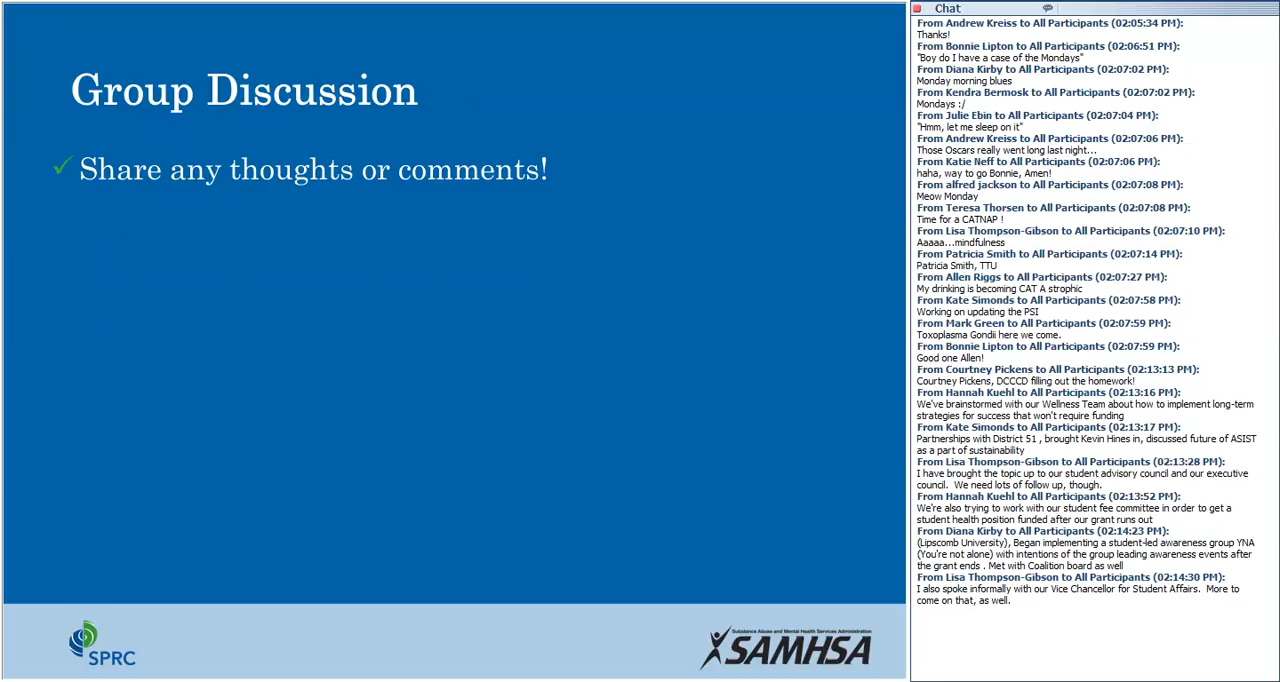 Group Discussion
✓ Share any thoughts or comments!
SPRC
Substance Abuse and Mental Health Services Administration
SAMHSA
Chat
From Andrew Kreiss to All Participants (02:05:34 PM):
Thanks!
From Bonnie Lipton to All Participants (02:06:51 PM):
"Boy do I have a case of the Mondays"
From Diana Kirby to All Participants (02:07:02 PM):
Monday morning blues
From Kendra Bermosk to All Participants (02:07:02 PM):
Mondays :/
From Julie Ebin to All Participants (02:07:04 PM):
"Hmm, let me sleep on it"
From Andrew Kreiss to All Participants (02:07:06 PM):
Those Oscars really went long last night...
From Katie Neff to All Participants (02:07:06 PM):
haha, way to go Bonnie, Amen!
From alfred jackson to All Participants (02:07:08 PM):
Meow Monday
From Teresa Thorsen to All Participants (02:07:08 PM):
Time for a CATNAP !
From Lisa Thompson-Gibson to All Participants (02:07:10 PM):
Aaaaa...mindfulness
From Patricia Smith to All Participants (02:07:14 PM):
Patricia Smith, TTU
From Allen Riggs to All Participants (02:07:27 PM):
My drinking is becoming CAT A strophic
From Kate Simonds to All Participants (02:07:58 PM):
Working on updating the PSI
From Mark Green to All Participants (02:07:59 PM):
Toxoplasma Gondii here we come.
From Bonnie Lipton to All Participants (02:07:59 PM):
Good one Allen!
From Courtney Pickens to All Participants (02:13:13 PM):
Courtney Pickens, DCCCD filling out the homework!
From Hannah Kuehl to All Participants (02:13:16 PM):
We've brainstormed with our Wellness Team about how to implement long-term
strategies for success that won't require funding
From Kate Simonds to All Participants (02:13:17 PM):
Partnerships with District 51 , brought Kevin Hines in, discussed future of ASIST
as a part of sustainability
From Lisa Thompson-Gibson to All Participants (02:13:28 PM):
I have brought the topic up to our student advisory council and our executive
council.  We need lots of follow up, though.
From Hannah Kuehl to All Participants (02:13:52 PM):
We're also trying to work with our student fee committee in order to get a
student health position funded after our grant runs out
From Diana Kirby to All Participants (02:14:23 PM):
(Lipscomb University), Began implementing a student-led awareness group YNA
(You're not alone) with intentions of the group leading awareness events after
the grant ends . Met with Coalition board as well
From Lisa Thompson-Gibson to All Participants (02:14:30 PM):
I also spoke informally with our Vice Chancellor for Student Affairs.  More to
come on that, as well.